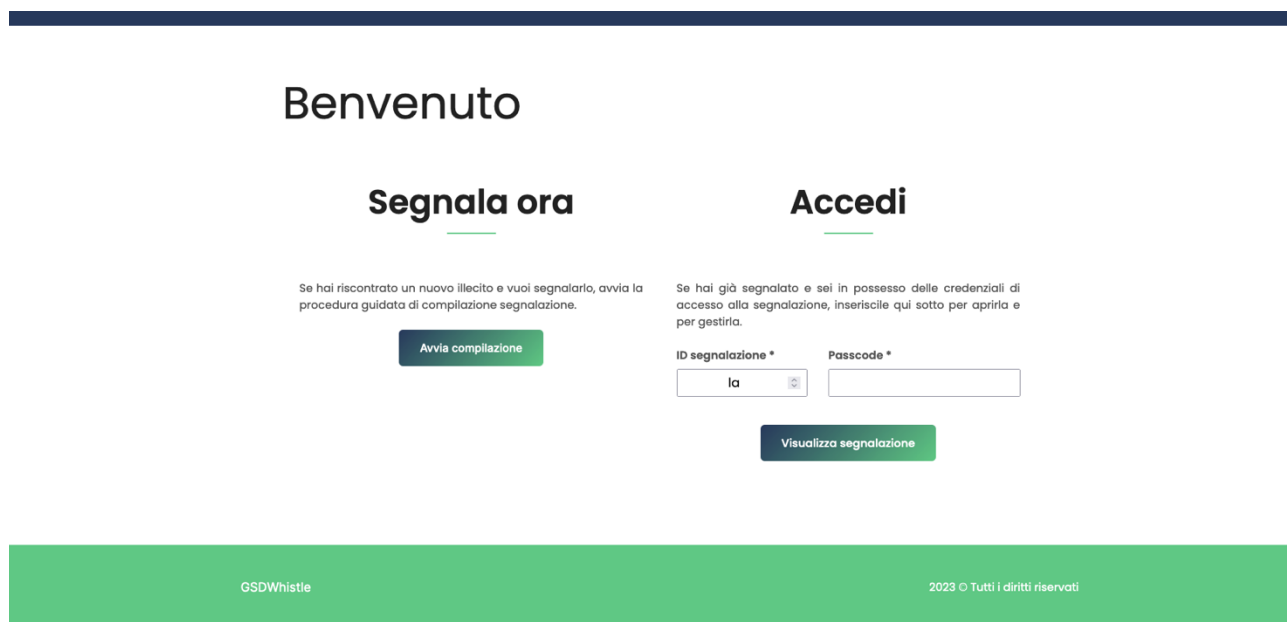 Benvenuto
Segnala ora
Se hai riscontrato un nuovo illecito e vuoi segnalarlo, avvia la
procedura guidata di compilazione segnalazione.
Avvia compilazione
Accedi
Se hai già segnalato e sei in possesso delle credenziali di
accesso alla segnalazione, inseriscile qui sotto per aprirla e
per gestirla.
ID segnalazione * Passcode *
la
Visualizza segnalazione
GSDWhistle
2023 © Tutti i diritti riservati